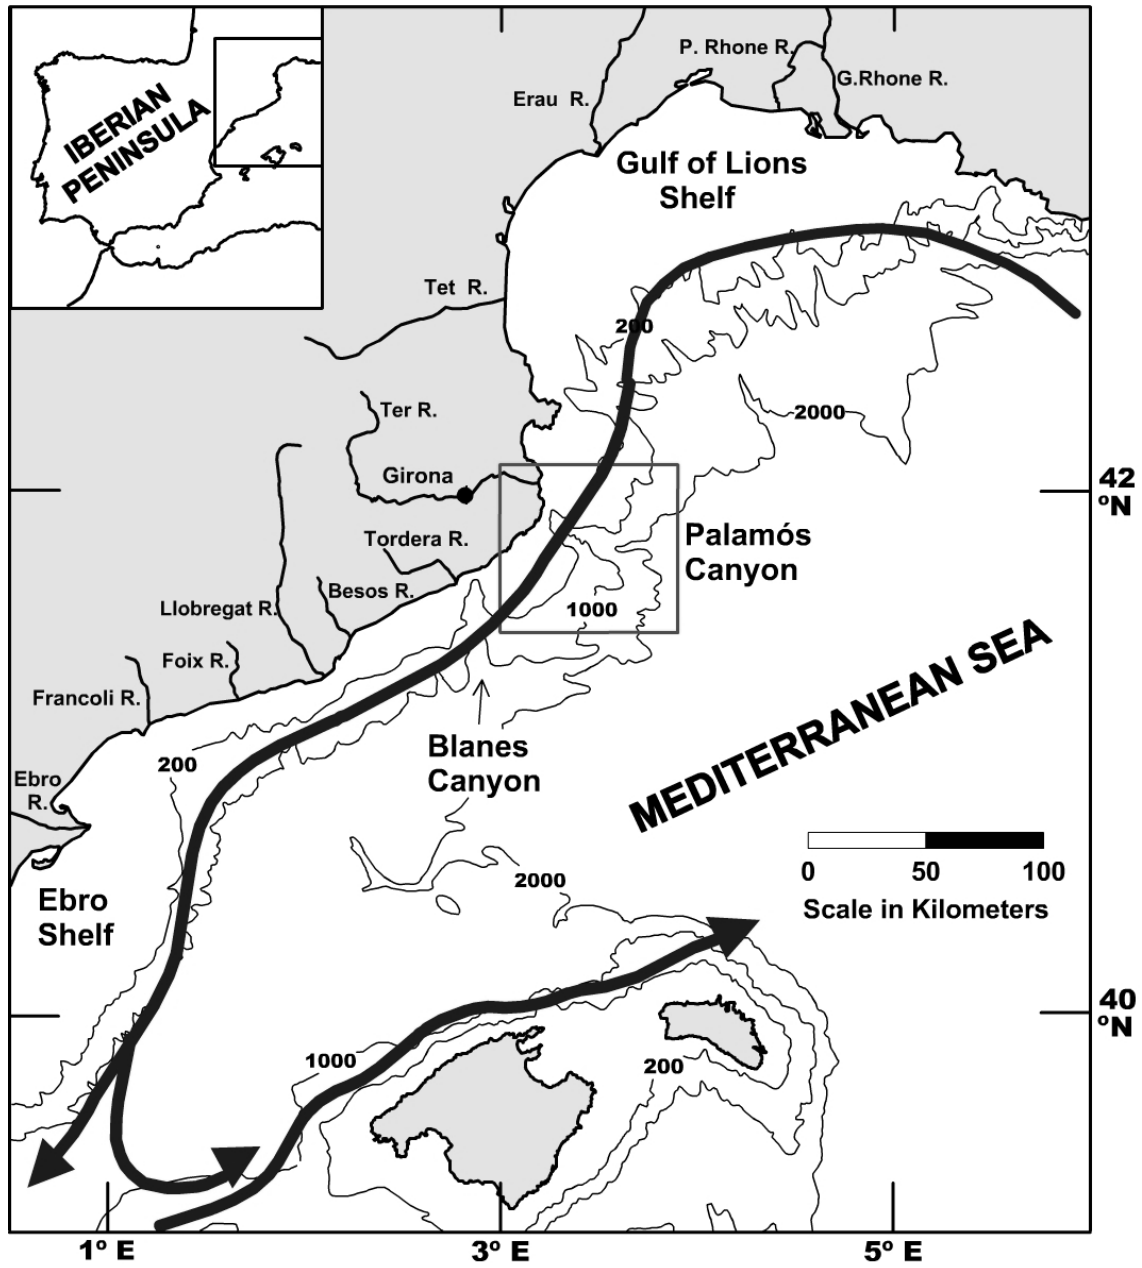 IBERIAN
PENINSULA
P. Rhone R.
G.Rhone R.
Erau R.
Gulf of Lions
Shelf
Tet R.
200
Ter R.
2000
Girona
42
ºN
Tordera R.
Palamós
Canyon
Besos R.
Llobregat R.
1000
Foix R.
Francoli R.
MEDITERRANEAN SEA
Blanes
Canyon
200
Ebro
R.
2000
0 50 100
Scale in Kilometers
Ebro
Shelf
40
ºN
1000
200
1º E 3º E 5º E